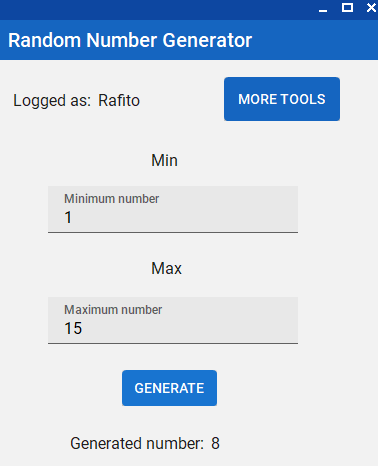 Random Number Generator
Logged as: Rafito
MORE TOOLS
Min
Minimum number
1
Max
Maximum number
15
GENERATE
Generated number: 8